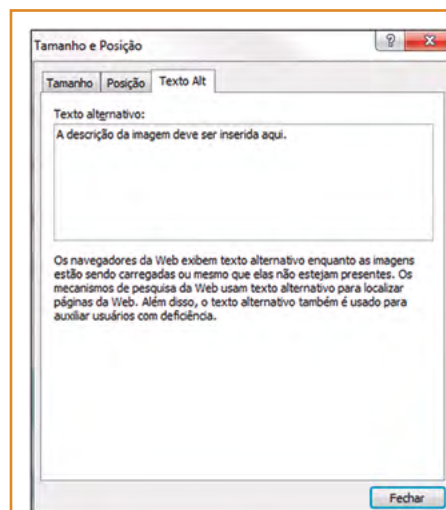 Tamanho e Posição
Tamanho Posição Texto Alt
Texto alternativo:
A descrição da imagem deve ser inserida aqui.
Os navegadores da Web exibem texto alternativo enquanto as imagens
estão sendo carregadas ou mesmo que elas não estejam presentes. Os
mecanismos de pesquisa da Web usam texto alternativo para localizar
páginas da Web. Além disso, o texto alternativo também é usado para
auxiliar usuários com deficiência.
Fechar